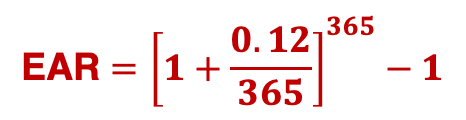 EAR = [1 + 0.12/365]^365 − 1